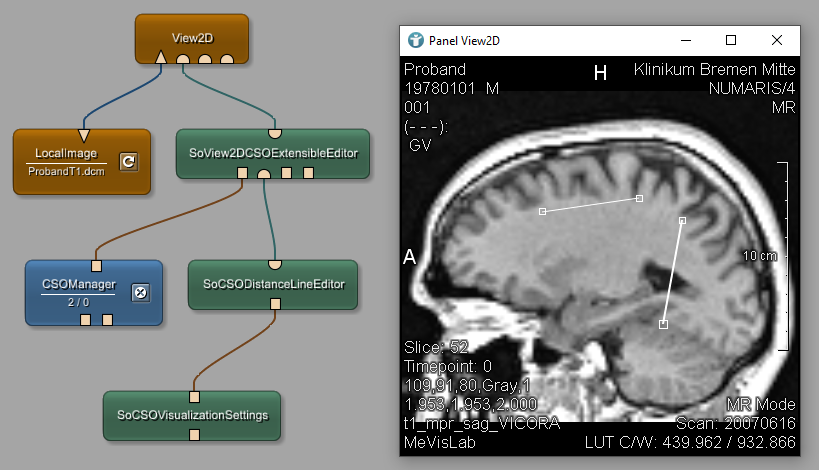 View2D
LocalImage
ProbandT1.dcm
SoView2DCSOExtensibleEditor
CSOManager
2 / 0
SoCSODistanceLineEditor
SoCSOVisualizationSettings
Panel View2D
Proband
19780101 M
001
(- - -):
GV
H
Klinikum Bremen Mitte
NUMARIS/4
MR
A
10 cm
Slice: 52
Timepoint: 0
109,91,80,Gray,1
1.953,1.953,2.000
t1_mpr_sag_VICORA
MeVisLab
MR Mode
Scan: 20070616
LUT C/W: 439.962 / 932.866